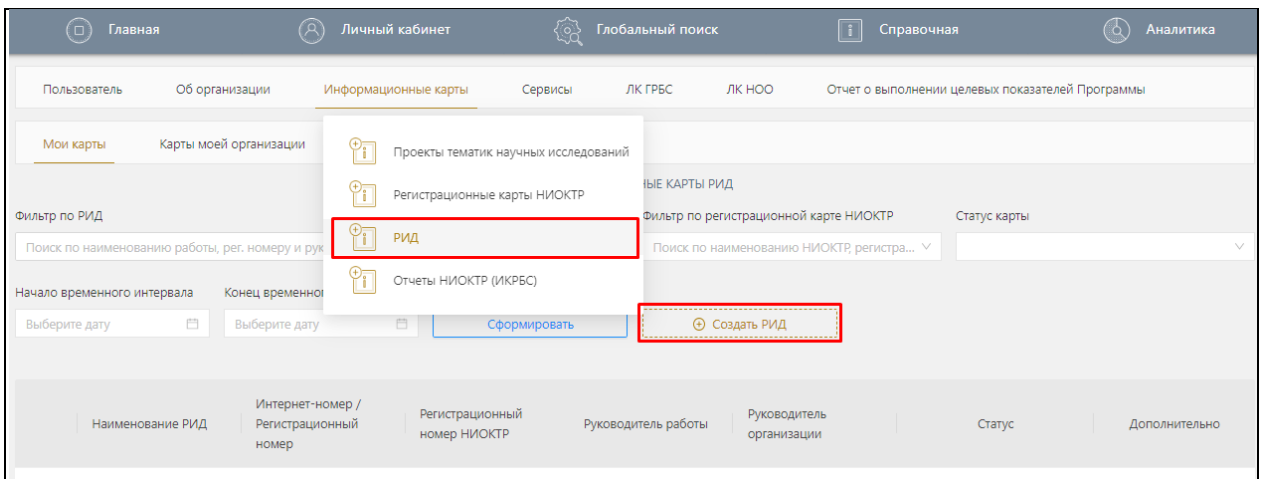 Главная
Личный кабинет
Глобальный поиск
Справочная
Аналитика
Пользователь
Об организации
Информационные карты
Сервисы
ЛК ГРБС
ЛК НОО
Отчет о выполнении целевых показателей Программы
Мои карты
Карты моей организации
Проекты тематик научных исследований
Регистрационные карты НИОКТР
РИД
Отчеты НИОКТР (ИКРБС)
НЫЕ КАРТЫ РИД
Фильтр по РИД
Фильтр по регистрационной карте НИОКТР
Статус карты
Поиск по наименованию работы, рег. номеру и рук
Поиск по наименованию НИОКТР, регистра...
Начало временного интервала
Конец временног
Выберите дату
Выберите дату
Сформировать
Создать РИД
Наименование РИД
Интернет-номер /
Регистрационный
номер
Регистрационный
номер НИОКТР
Руководитель работы
Руководитель
организации
Статус
Дополнительно